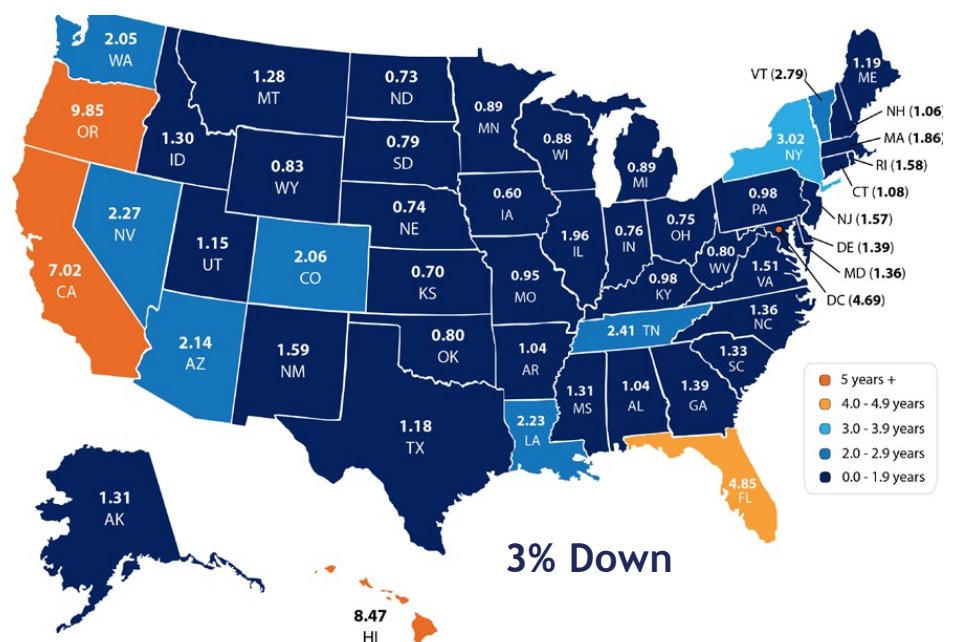 2.05
WA
9.85
OR
1.28
MT
1.30
ID
0.73
ND
0.79
SD
0.83
WY
0.89
MN
0.88
WI
0.89
MI
VT (2.79)
1.19
ME
NH (1.06)
MA (1.86)
RI (1.58)
CT (1.08)
NJ (1.57)
DE (1.39)
MD (1.36)
DC (4.69)
3.02
NY
0.98
PA
0.60
IA
0.74
NE
2.27
NV
7.02
CA
1.15
UT
2.06
CO
0.70
KS
0.95
MO
1.96
IL
0.76
IN
0.75
OH
0.80
WV
1.51
VA
0.98
KY
1.36
NC
2.41 TN
1.33
SC
2.14
AZ
1.59
NM
0.80
OK
1.04
AR
1.31
MS
1.04
AL
1.39
GA
1.18
TX
2.23
LA
4.85
FL
5 years +
4.0 - 4.9 years
3.0 - 3.9 years
2.0 - 2.9 years
0.0 - 1.9 years
1.31
AK
3% Down
8.47
HI